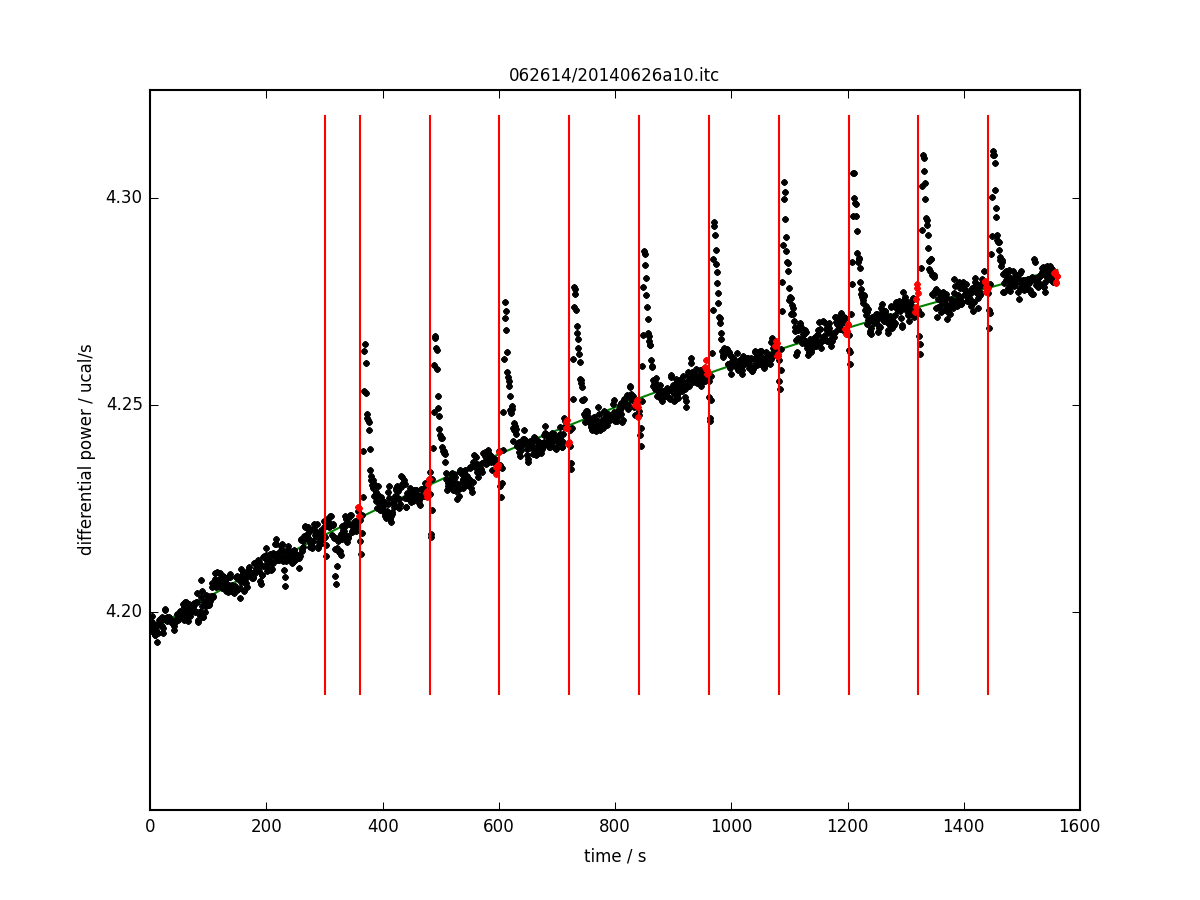 062614/20140626a10.itc
differential power / ucal/s
4.30
4.25
4.20
0 200 400 600 800 1000 1200 1400 1600
time / s